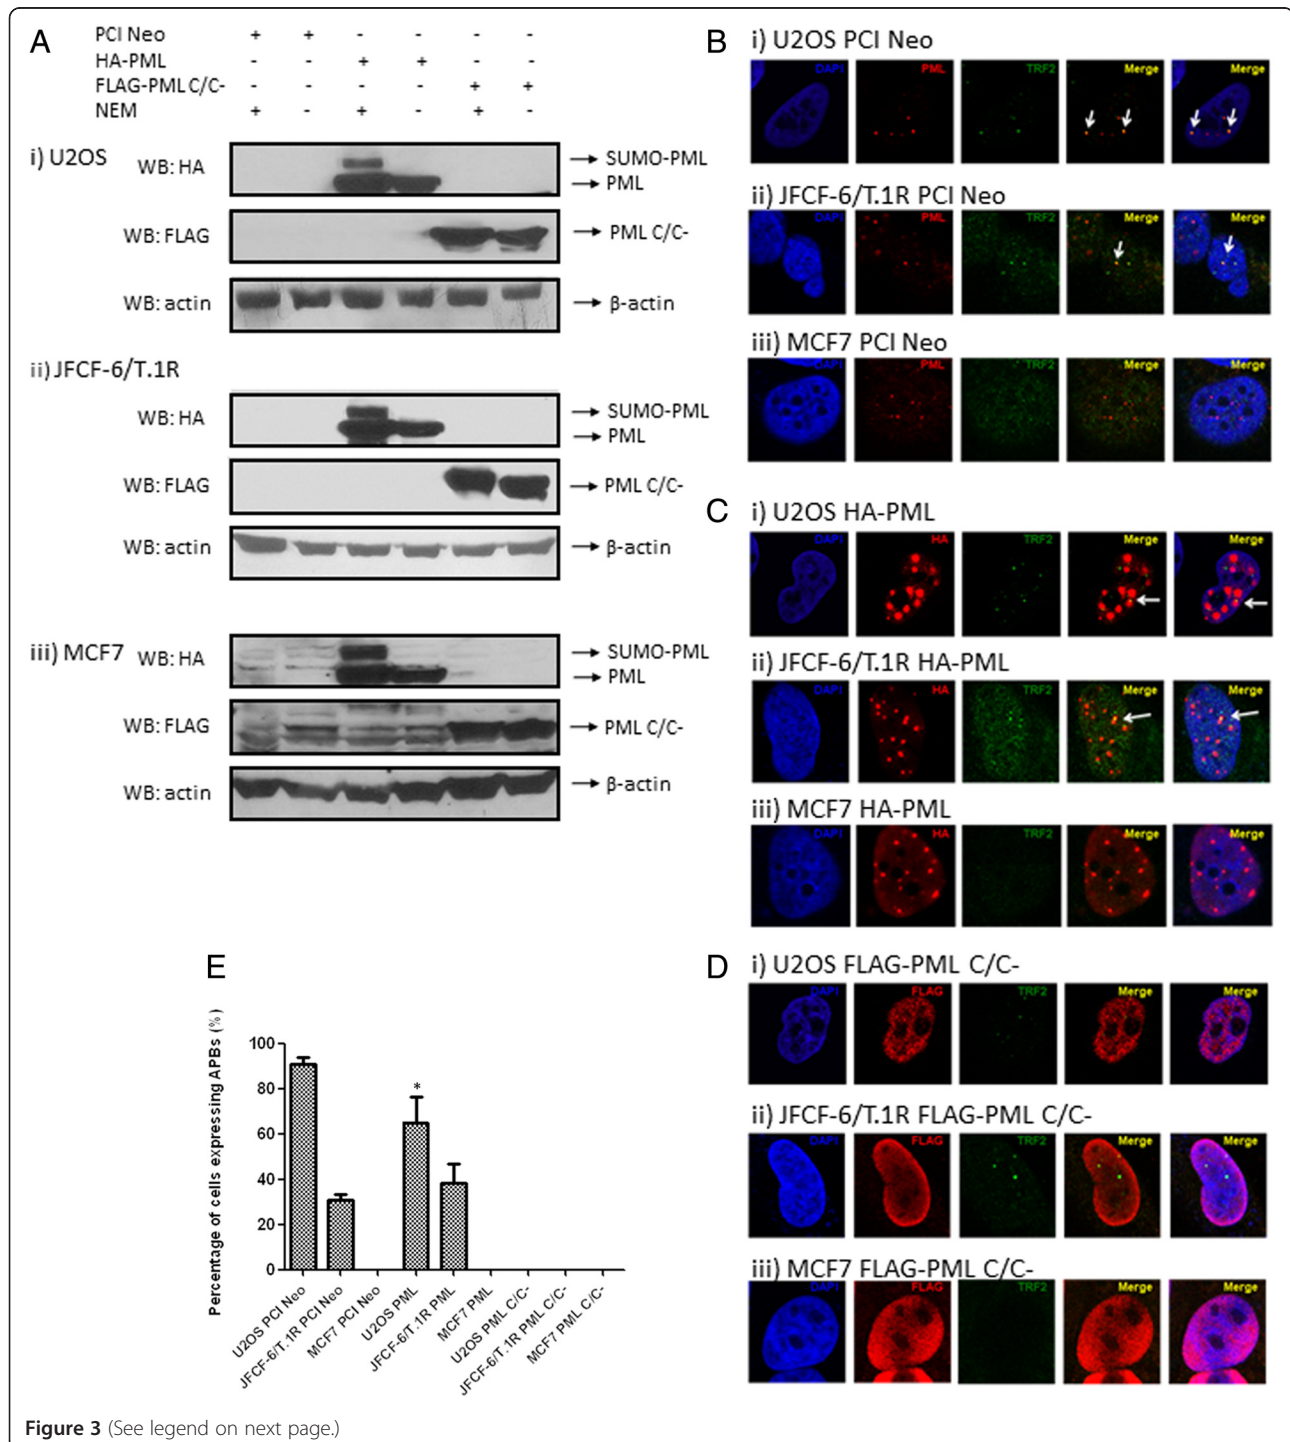 A
PCI Neo + + - - - -
HA-PML - - + + - -
FLAG-PML C/C- - - - - + +
NEM + - + - + -
i) U2OS
WB: HA
SUMO-PML
PML
WB: FLAG
PML C/C-
WB: actin
β-actin
ii) JFCF-6/T.1R
WB: HA
SUMO-PML
PML
WB: FLAG
PML C/C-
WB: actin
β-actin
iii) MCF7
WB: HA
SUMO-PML
PML
WB: FLAG
PML C/C-
WB: actin
β-actin
B
i) U2OS PCI Neo
DAPI PML TRF2 Merge Merge
ii) JFCF-6/T.1R PCI Neo
DAPI PML TRF2 Merge Merge
iii) MCF7 PCI Neo
DAPI PML TRF2 Merge Merge
C
i) U2OS HA-PML
DAPI HA TRF2 Merge Merge
ii) JFCF-6/T.1R HA-PML
DAPI HA TRF2 Merge Merge
iii) MCF7 HA-PML
DAPI HA TRF2 Merge Merge
D
i) U2OS FLAG-PML C/C-
DAPI FLAG TRF2 Merge Merge
ii) JFCF-6/T.1R FLAG-PML C/C-
DAPI FLAG TRF2 Merge Merge
iii) MCF7 FLAG-PML C/C-
DAPI FLAG TRF2 Merge Merge
E
Percentage of cells expressing APBs (%)
100
80
60
40
20
0
*
U2OS PCI Neo
JFCF-6/T.1R PCI Neo
MCF7 PCI Neo
U2OS PML
JFCF-6/T.1R PML
MCF7 PML
U2OS PML C/C-
JFCF-6/T.1R PML C/C-
MCF7 PML C/C-
Figure 3 (See legend on next page.)